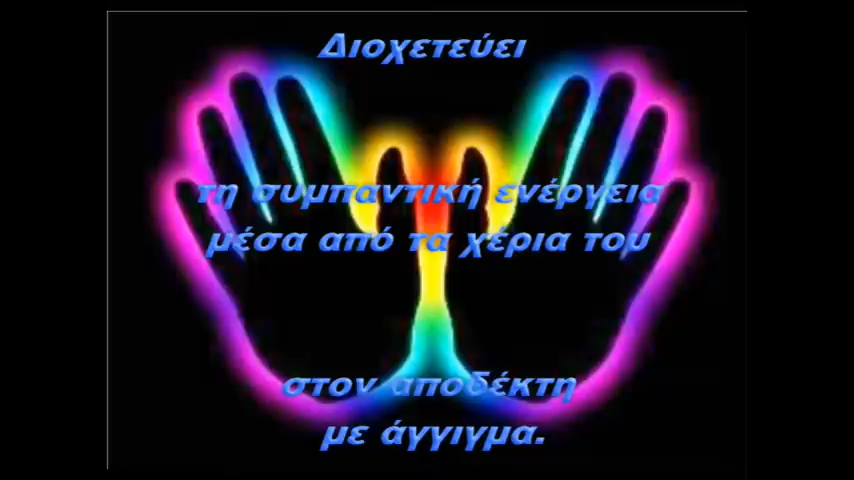 Διοχετεύει
τη συμπαντική ενέργεια
μέσα από τα χέρια του
στον αποδέκτη
με άγγιγμα.